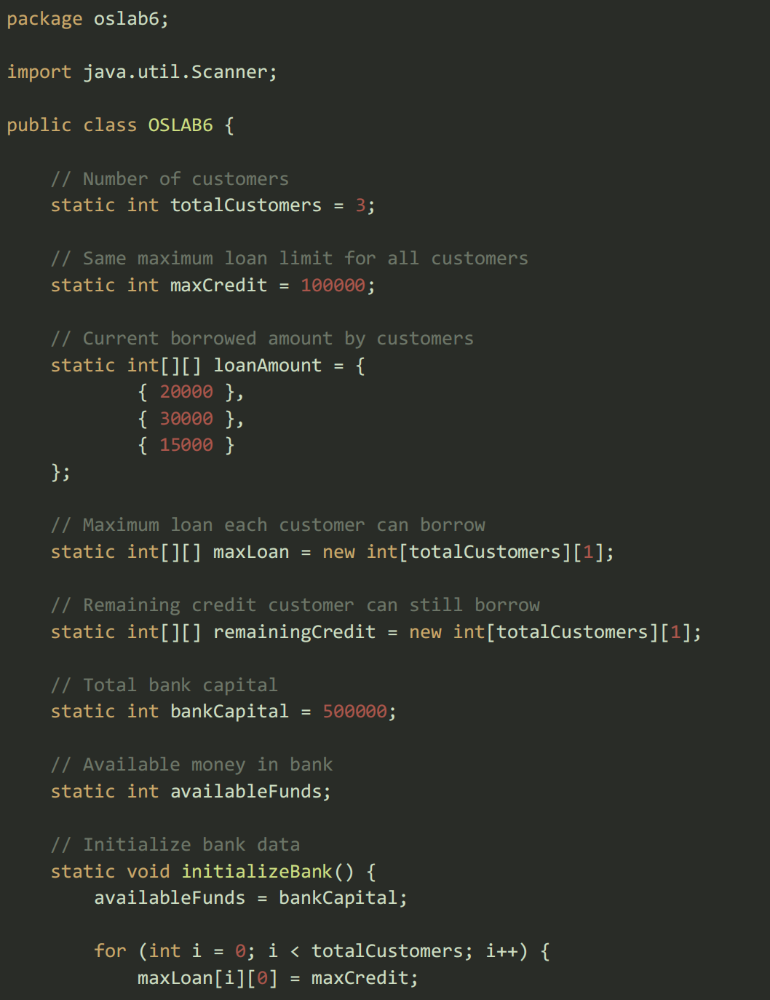 package oslab6;
import java.util.Scanner;
public class OSLAB6 {
// Number of customers
static int totalCustomers = 3;
// Same maximum loan limit for all customers
static int maxCredit = 100000;
// Current borrowed amount by customers
static int[][] loanAmount = {
{ 20000 },
{ 30000 },
{ 15000 }
};
// Maximum loan each customer can borrow
static int[][] maxLoan = new int[totalCustomers][1];
// Remaining credit customer can still borrow
static int[][] remainingCredit = new int[totalCustomers][1];
// Total bank capital
static int bankCapital = 500000;
// Available money in bank
static int availableFunds;
// Initialize bank data
static void initializeBank() {
availableFunds = bankCapital;
for (int i = 0; i < totalCustomers; i++) {
maxLoan[i][0] = maxCredit;